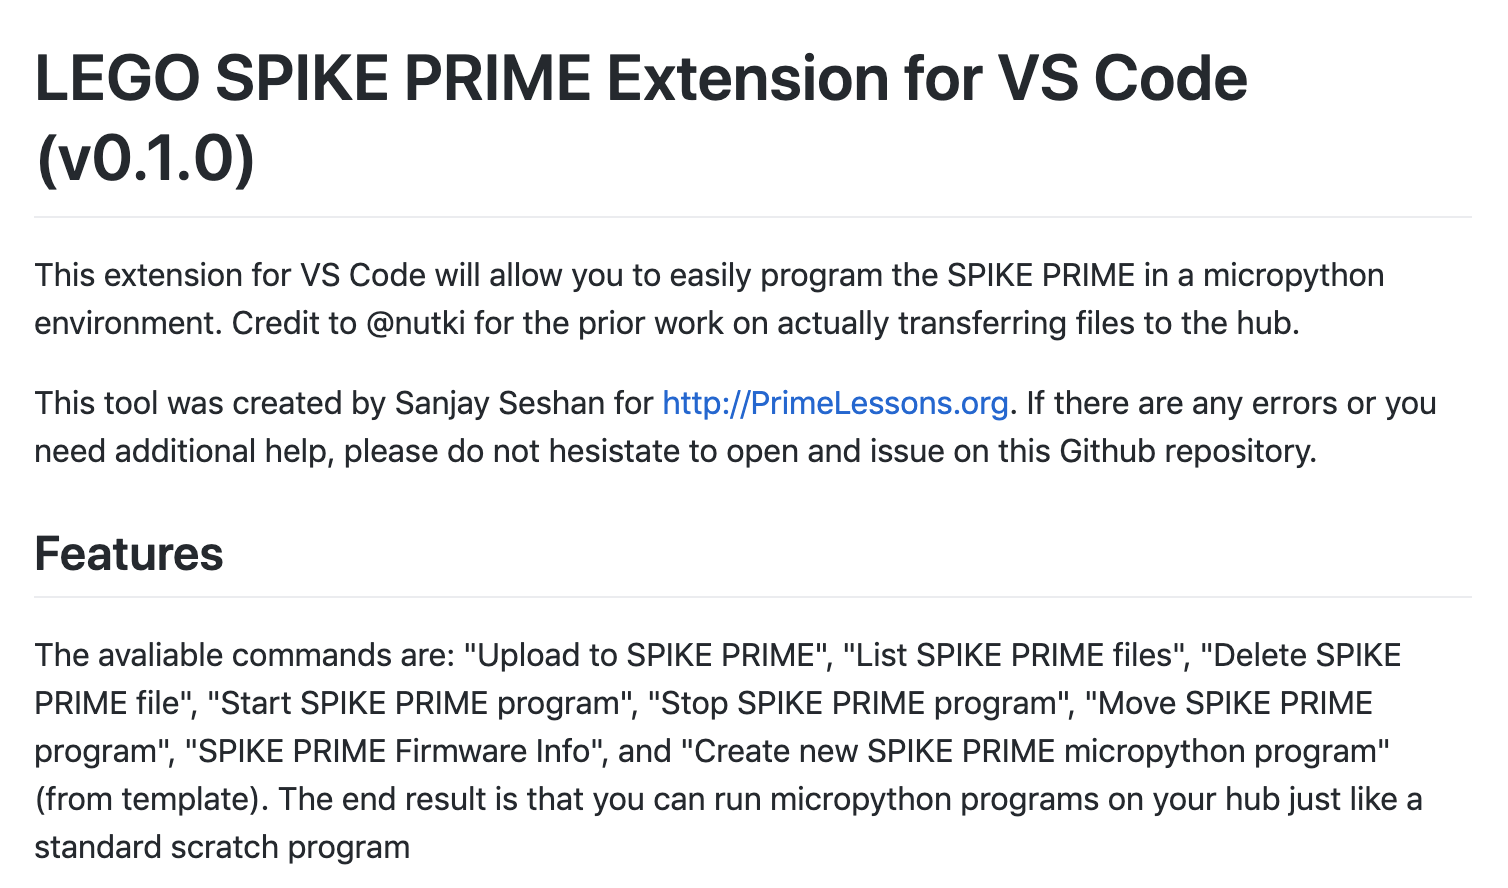 LEGO SPIKE PRIME Extension for VS Code
(v0.1.0)
This extension for VS Code will allow you to easily program the SPIKE PRIME in a micropython
environment. Credit to @nutki for the prior work on actually transferring files to the hub.
This tool was created by Sanjay Seshan for http://PrimeLessons.org. If there are any errors or you
need additional help, please do not hesistate to open and issue on this Github repository.
Features
The avaliable commands are: "Upload to SPIKE PRIME", "List SPIKE PRIME files", "Delete SPIKE
PRIME file", "Start SPIKE PRIME program", "Stop SPIKE PRIME program", "Move SPIKE PRIME
program", "SPIKE PRIME Firmware Info", and "Create new SPIKE PRIME micropython program"
(from template). The end result is that you can run micropython programs on your hub just like a
standard scratch program